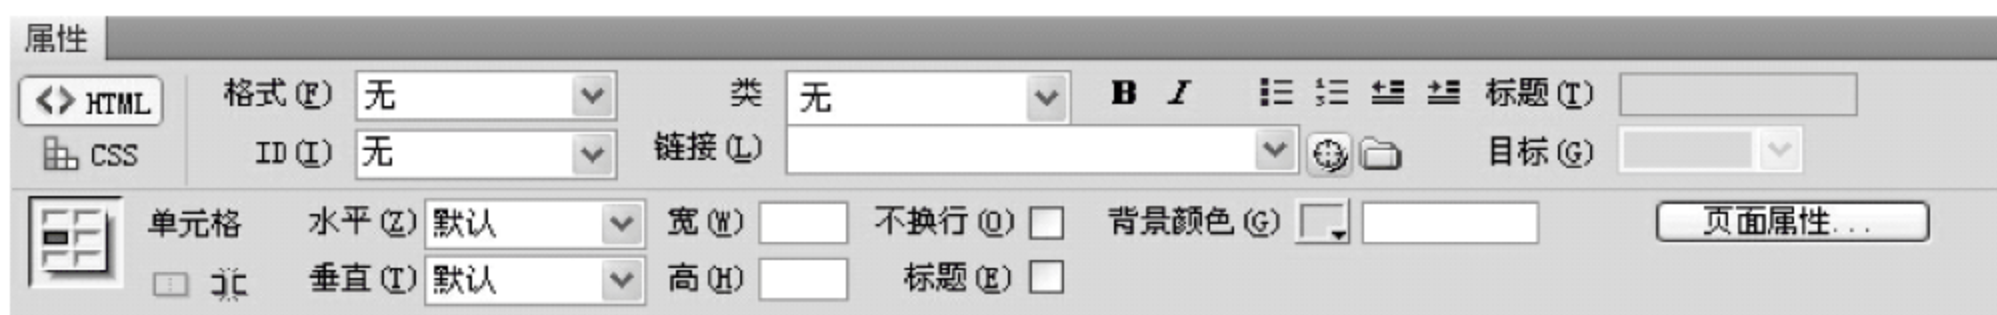 属性
<> HTML 格式(F) 无 类 无 B I 标题(T)
CSS ID(I) 无 链接(L) 目标(G)
单元格 水平(Z) 默认 宽(W) 不换行(O) 背景颜色(G) 页面属性...
垂直(T) 默认 高(H) 标题(E)